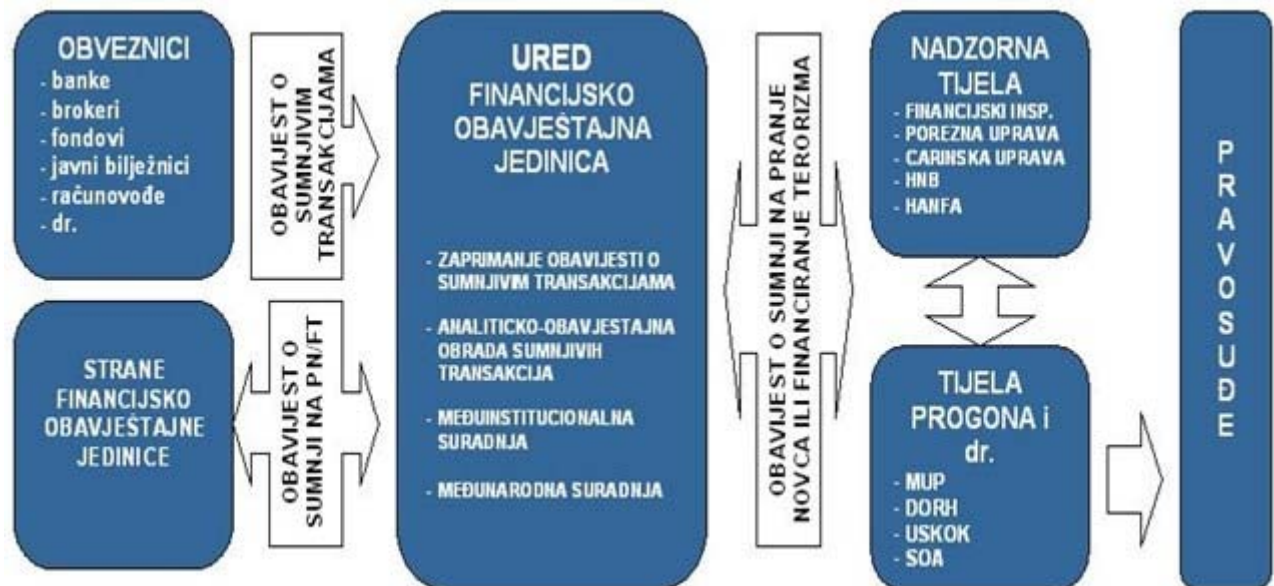 OBVEZNICI
- banke
- brokeri
- fondovi
- javni bilježnici
- računovođe
- dr.
OBAVIJEST O
SUMNJIVIM
TRANSAKCIJAMA
STRANE
FINANCIJSKO
OBAVJEŠTAJNE
JEDINICE
OBAVIJEST O
SUMNJI NA PN/FT
URED
FINANCIJSKO
OBAVJEŠTAJNA
JEDINICA
- ZAPRIMANJE OBAVIJESTI O
SUMNJIVIM TRANSAKCIJAMA
- ANALITICKO-OBAVJESTAJNA
OBRADA SUMNJIVIH
TRANSAKCIJA
- MEĐUINSTITUCIONALNA
SURADNJA
- MEĐUNARODNA SURADNJA
OBAVIJEST O SUMNJI NA PRANJE
NOVCA ILI FINANCIRANJE TERORIZMA
NADZORNA
TIJELA
- FINANCIJSKI INSP.
- POREZNA UPRAVA
- CARINSKA UPRAVA
- HNB
- HANFA
TIJELA
PROGONA i
dr.
- MUP
- DORH
- USKOK
- SOA
PRAVOSUĐE